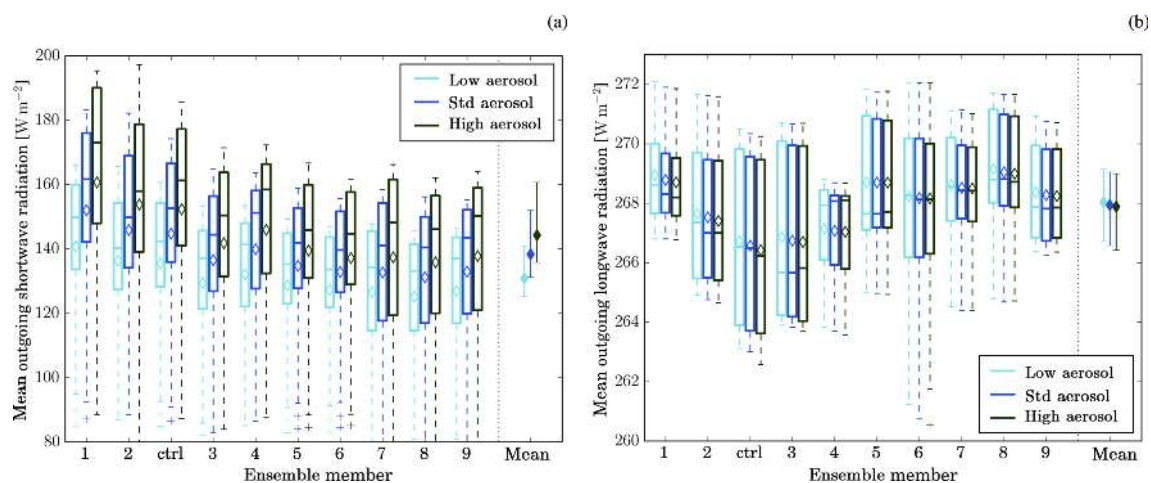 (a)
Mean outgoing shortwave radiation [W m−2]
200
180
160
140
120
100
80
Low aerosol
Std aerosol
High aerosol
1 2 ctrl 3 4 5 6 7 8 9 Mean
Ensemble member
(b)
Mean outgoing longwave radiation [W m−2]
272
270
268
266
264
262
260
Low aerosol
Std aerosol
High aerosol
1 2 ctrl 3 4 5 6 7 8 9 Mean
Ensemble member